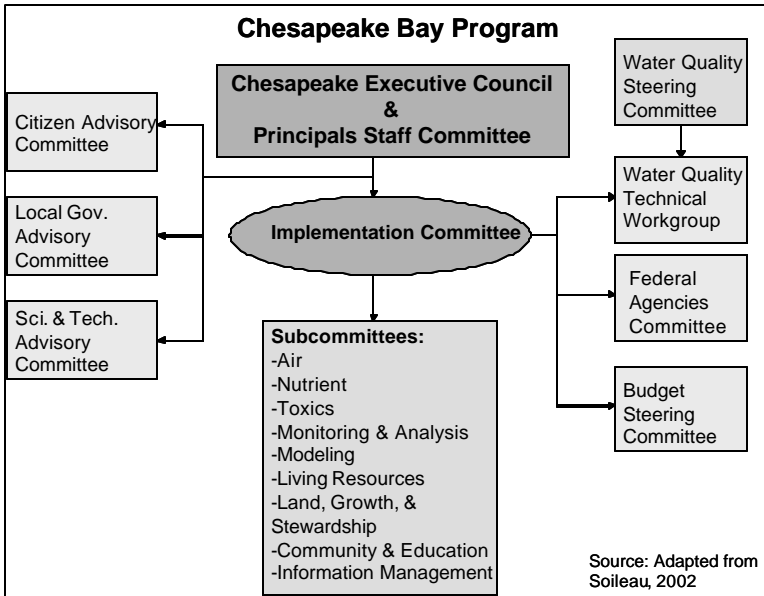 Chesapeake Bay Program
Chesapeake Executive Council
&
Principals Staff Committee
Citizen Advisory
Committee
Local Gov.
Advisory
Committee
Sci. & Tech.
Advisory
Committee
Implementation Committee
Subcommittees:
-Air
-Nutrient
-Toxics
-Monitoring & Analysis
-Modeling
-Living Resources
-Land, Growth, &
Stewardship
-Community & Education
-Information Management
Water Quality
Steering
Committee
Water Quality
Technical
Workgroup
Federal
Agencies
Committee
Budget
Steering
Committee
Source: Adapted from
Soileau, 2002